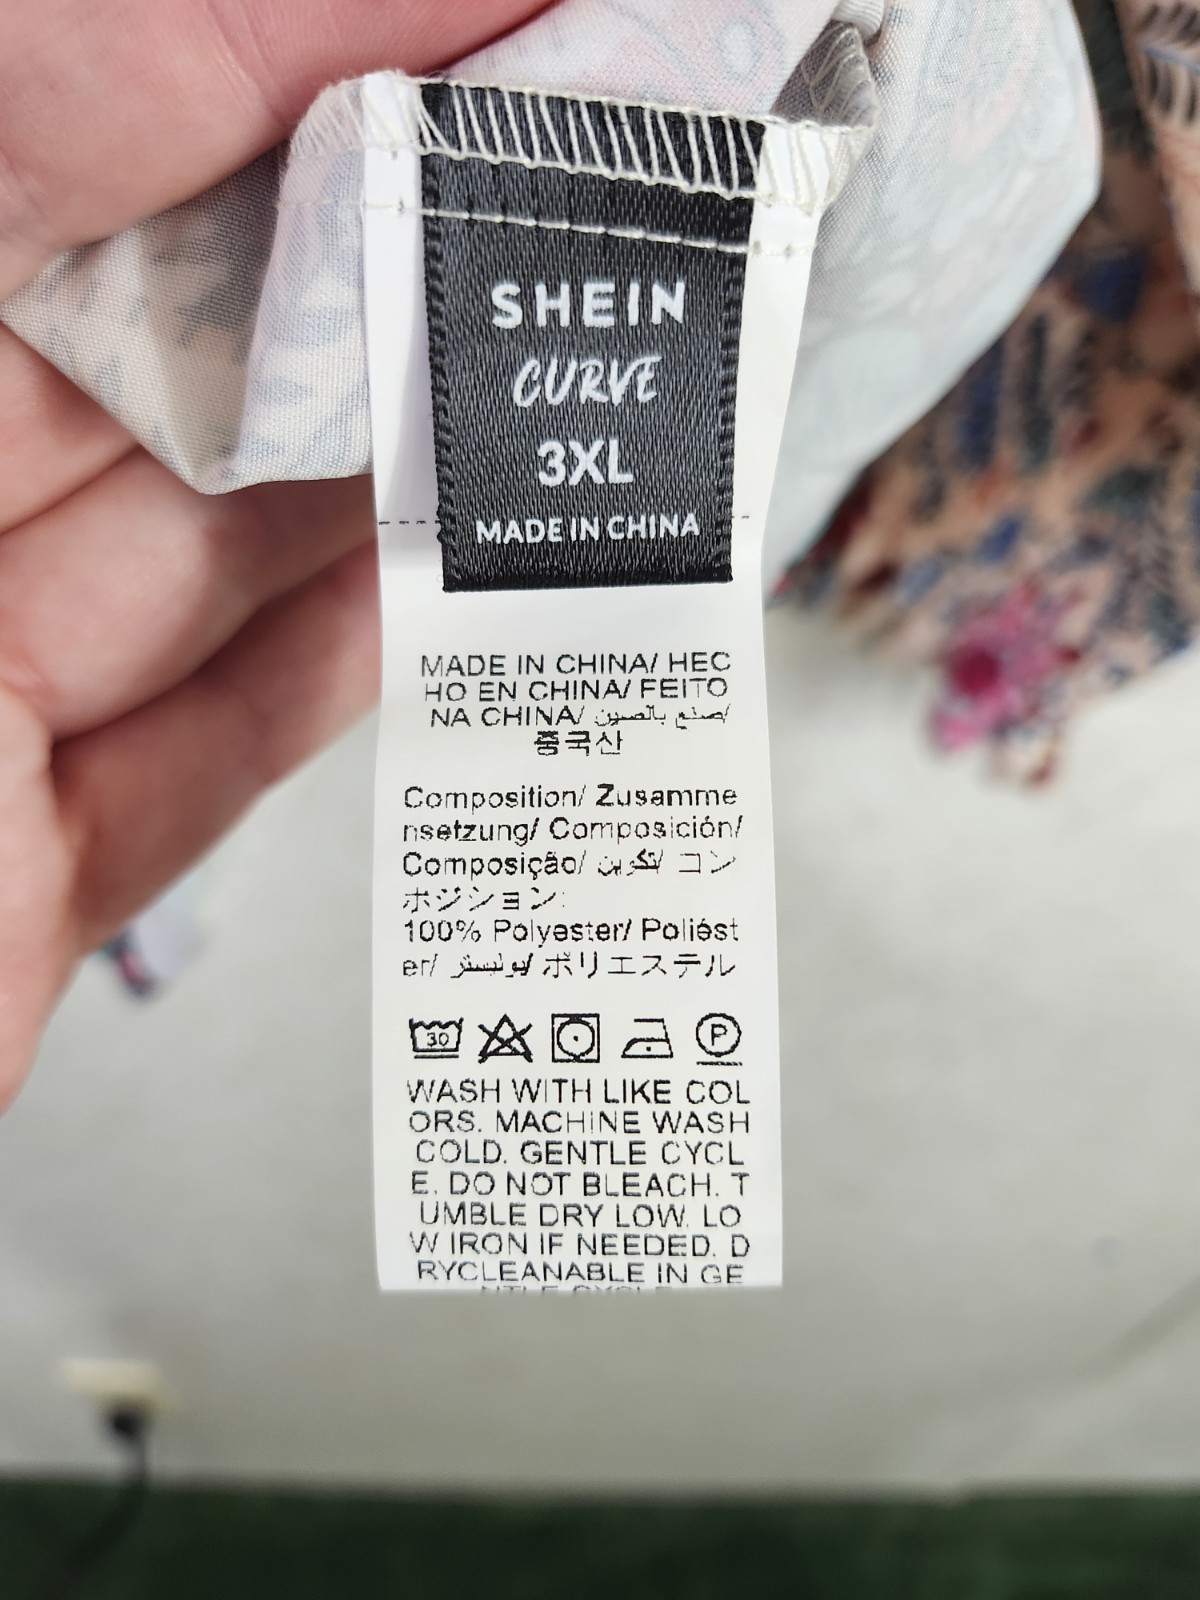 SHEIN
CURVE
3XL
MADE IN CHINA
MADE IN CHINA/ HEC
HO EN CHINA/ FEITO
NA CHINA/ صنع بالصين/
중국산
Composition/ Zusamme
nsetzung/ Composición/
Composição/ تكوين/ コン
ポジション:
100% Polyester/ Poliést
er/ بوليستر/ ポリエステル
30 P
WASH WITH LIKE COL
ORS. MACHINE WASH
COLD. GENTLE CYCL
E. DO NOT BLEACH. T
UMBLE DRY LOW. LO
W IRON IF NEEDED. D
RYCLEANABLE IN GE
NTLE CYCLE